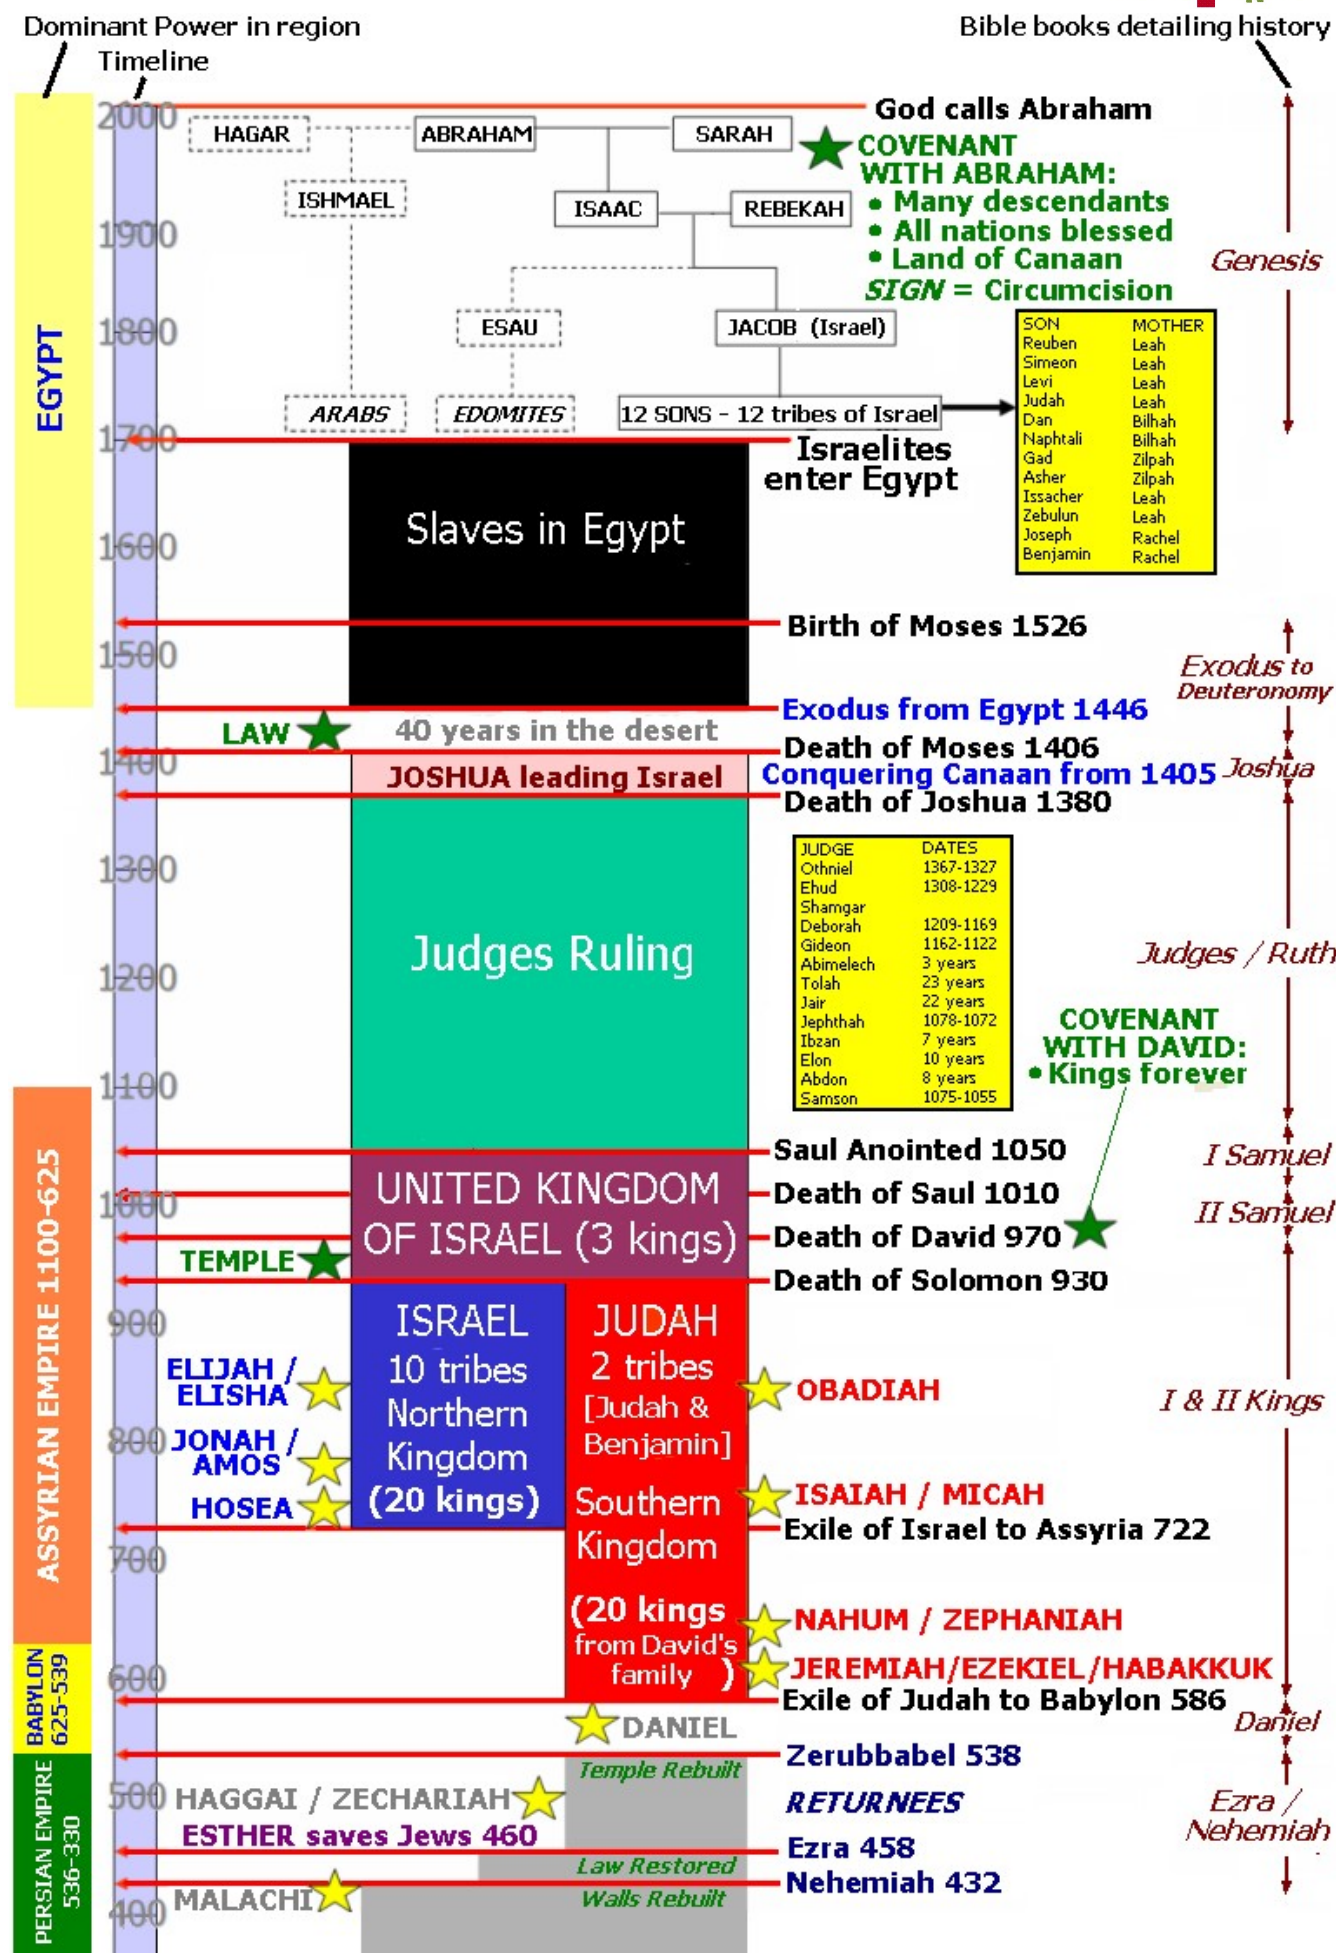 Dominant Power in region
Bible books detailing history
Timeline
2000
God calls Abraham
HAGAR
ABRAHAM
SARAH
COVENANT
WITH ABRAHAM:
• Many descendants
• All nations blessed
• Land of Canaan
SIGN = Circumcision
ISHMAEL
ISAAC
REBEKAH
1900
Genesis
ESAU
JACOB (Israel)
1800
EGYPT
ARABS
EDOMITES
12 SONS - 12 tribes of Israel
SON MOTHER
Reuben Leah
Simeon Leah
Levi Leah
Judah Leah
Dan Bilhah
Naphtali Bilhah
Gad Zilpah
Asher Zilpah
Issacher Leah
Zebulun Leah
Joseph Rachel
Benjamin Rachel
1700
Israelites
enter Egypt
Slaves in Egypt
1600
Birth of Moses 1526
1500
Exodus to
Deuteronomy
Exodus from Egypt 1446
LAW
40 years in the desert
Death of Moses 1406
1400
JOSHUA leading Israel
Conquering Canaan from 1405
Joshua
Death of Joshua 1380
JUDGE DATES
Othniel 1367-1327
Ehud 1308-1229
Shamgar
Deborah 1209-1169
Gideon 1162-1122
Abimelech 3 years
Tolah 23 years
Jair 22 years
Jephthah 1078-1072
Ibzan 7 years
Elon 10 years
Abdon 8 years
Samson 1075-1055
1300
Judges Ruling
Judges / Ruth
1200
COVENANT
WITH DAVID:
• Kings forever
1100
ASSYRIAN EMPIRE 1100-625
Saul Anointed 1050
I Samuel
UNITED KINGDOM
OF ISRAEL (3 kings)
Death of Saul 1010
1000
II Samuel
Death of David 970
TEMPLE
Death of Solomon 930
900
ISRAEL
10 tribes
Northern
Kingdom
(20 kings)
JUDAH
2 tribes
[Judah &
Benjamin]
Southern
Kingdom
(20 kings
from David's
family )
ELIJAH /
ELISHA
OBADIAH
I & II Kings
800
JONAH /
AMOS
HOSEA
ISAIAH / MICAH
Exile of Israel to Assyria 722
700
NAHUM / ZEPHANIAH
BABYLON
625-539
600
JEREMIAH/EZEKIEL/HABAKKUK
Exile of Judah to Babylon 586
Daniel
DANIEL
Zerubbabel 538
Temple Rebuilt
PERSIAN EMPIRE
536-330
500
HAGGAI / ZECHARIAH
RETURNEES
Ezra /
Nehemiah
ESTHER saves Jews 460
Ezra 458
Law Restored
Nehemiah 432
MALACHI
Walls Rebuilt
400